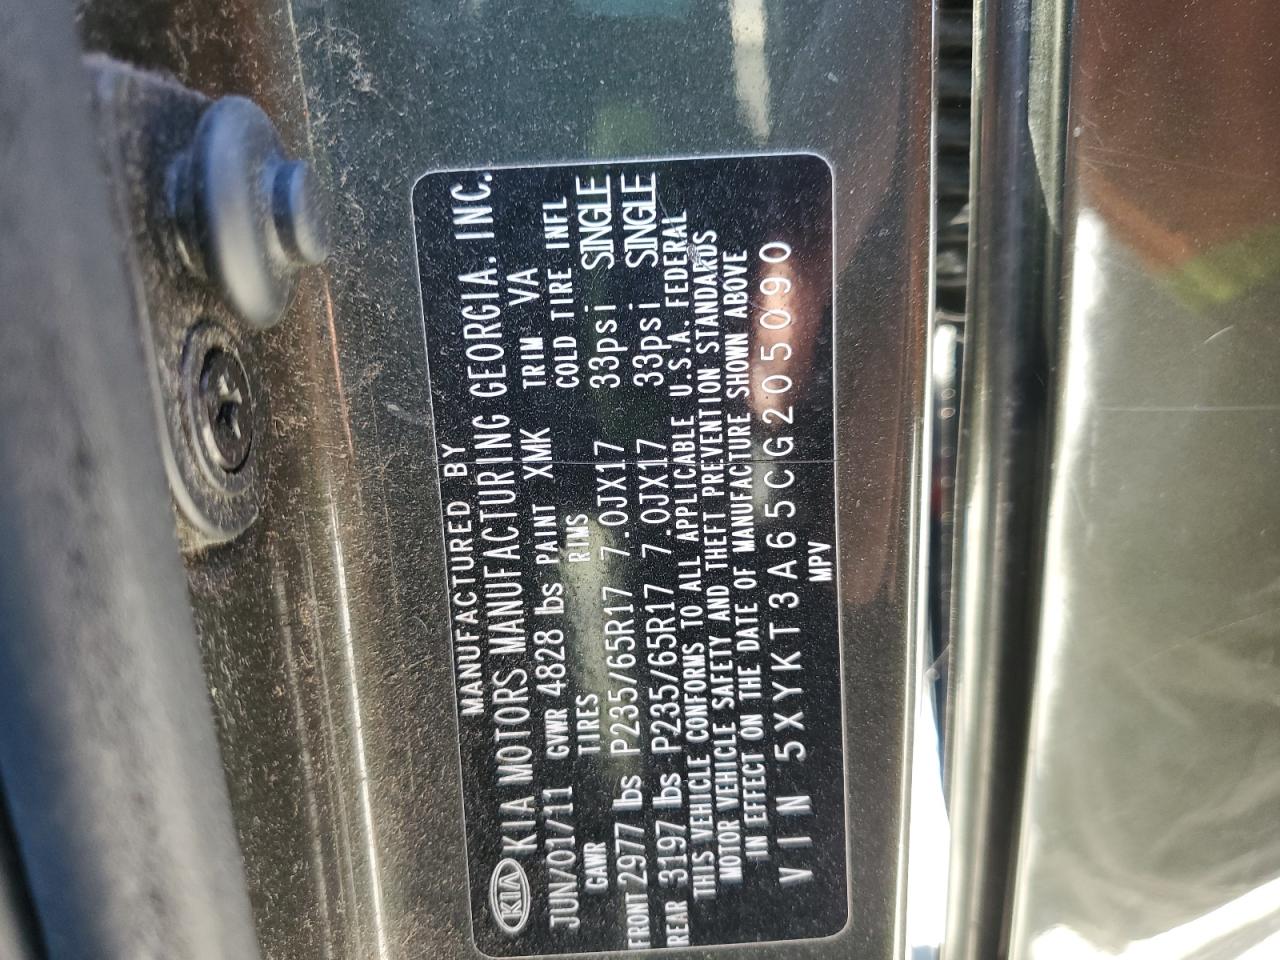 MANUFACTURED BY
KIA KIA MOTORS MANUFACTURING GEORGIA. INC.
JUN/01/11 GVWR 4828 lbs PAINT XMK TRIM VA
GAWR TIRES RIMS COLD TIRE INFL
FRONT 2977 lbs P235/65R17 7.0JX17 33psi SINGLE
REAR 3197 lbs P235/65R17 7.0JX17 33psi SINGLE
THIS VEHICLE CONFORMS TO ALL APPLICABLE U.S.A. FEDERAL
MOTOR VEHICLE SAFETY AND THEFT PREVENTION STANDARDS
IN EFFECT ON THE DATE OF MANUFACTURE SHOWN ABOVE
VIN 5XYKT3A65CG205090
MPV